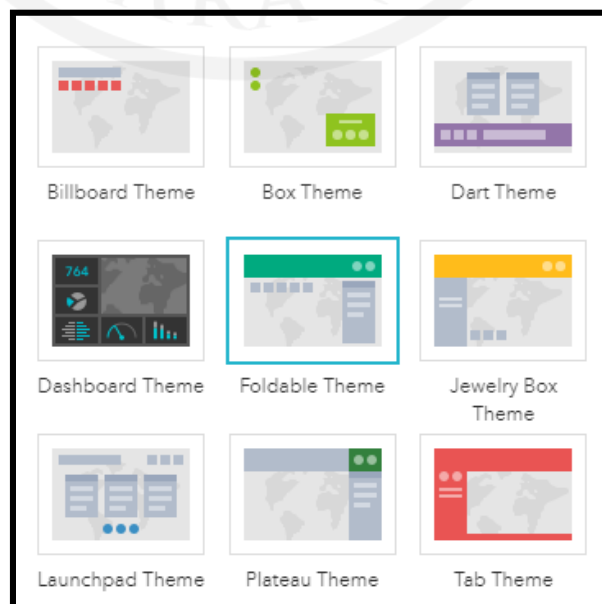 RA
Billboard Theme
Box Theme
Dart Theme
764
Dashboard Theme
Foldable Theme
Jewelry Box
Theme
Launchpad Theme
Plateau Theme
Tab Theme